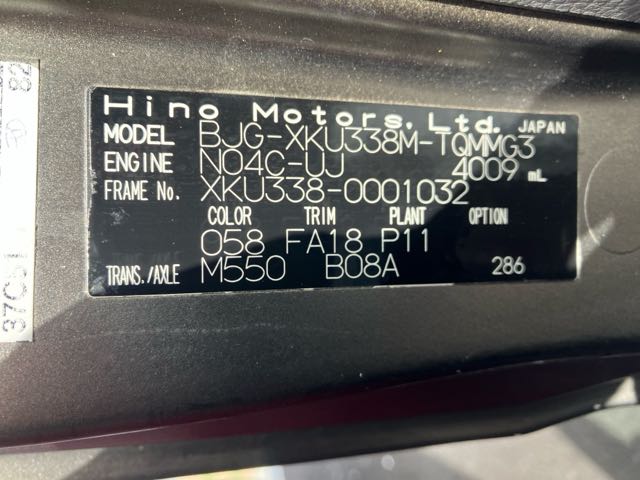 Hino Motors, Ltd. JAPAN
MODEL BJG-XKU338M-TQMMG3
ENGINE N04C-UJ 4009 mL
FRAME No. XKU338-0001032
COLOR TRIM PLANT OPTION
058 FA18 P11
TRANS./AXLE M550 B08A 286
82